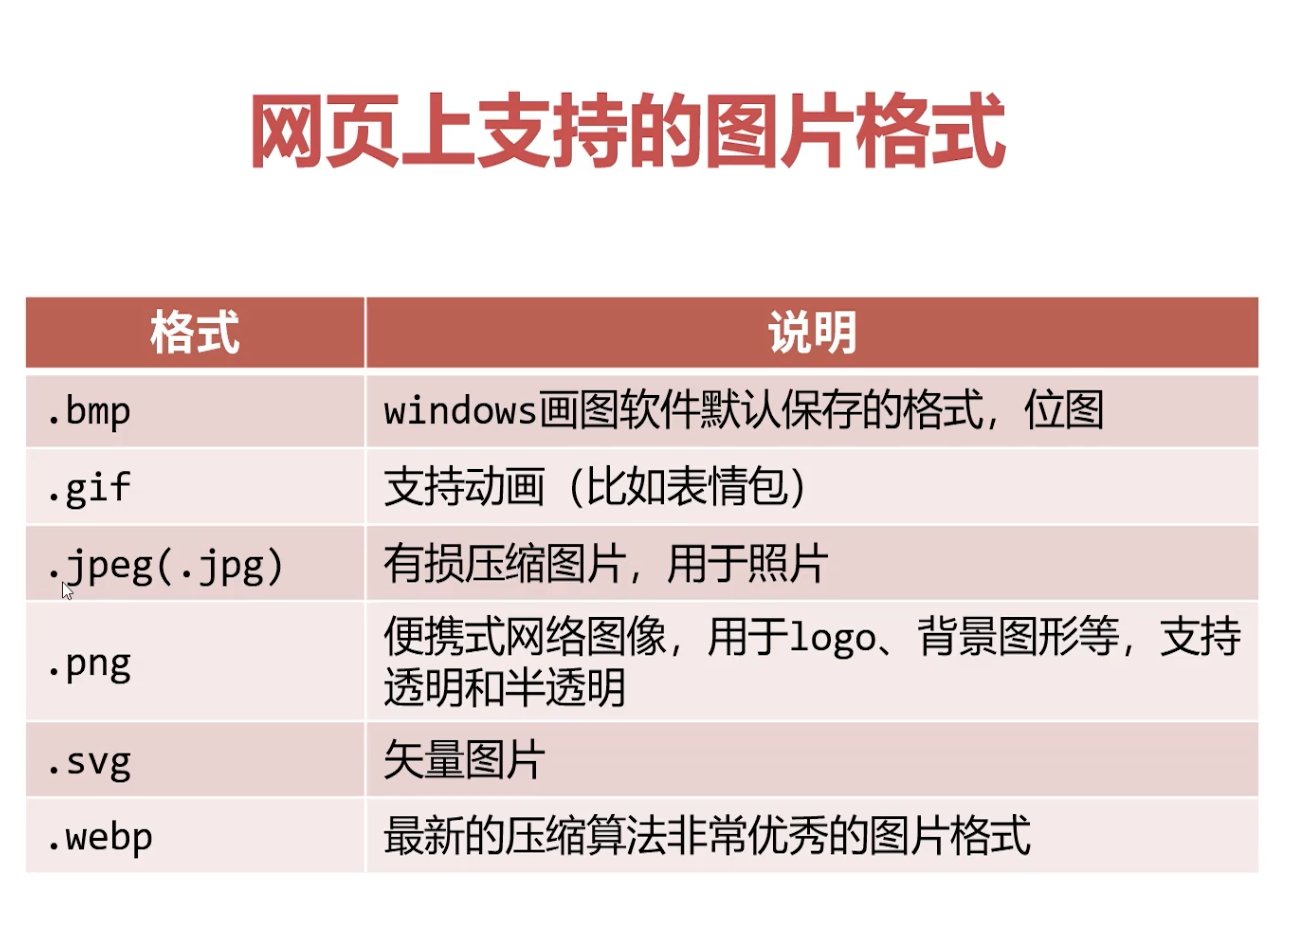 网页上支持的图片格式
格式 说明
.bmp windows画图软件默认保存的格式，位图
.gif 支持动画（比如表情包）
.jpeg(.jpg) 有损压缩图片，用于照片
.png 便携式网络图像，用于logo、背景图形等，支持
透明和半透明
.svg 矢量图片
.webp 最新的压缩算法非常优秀的图片格式